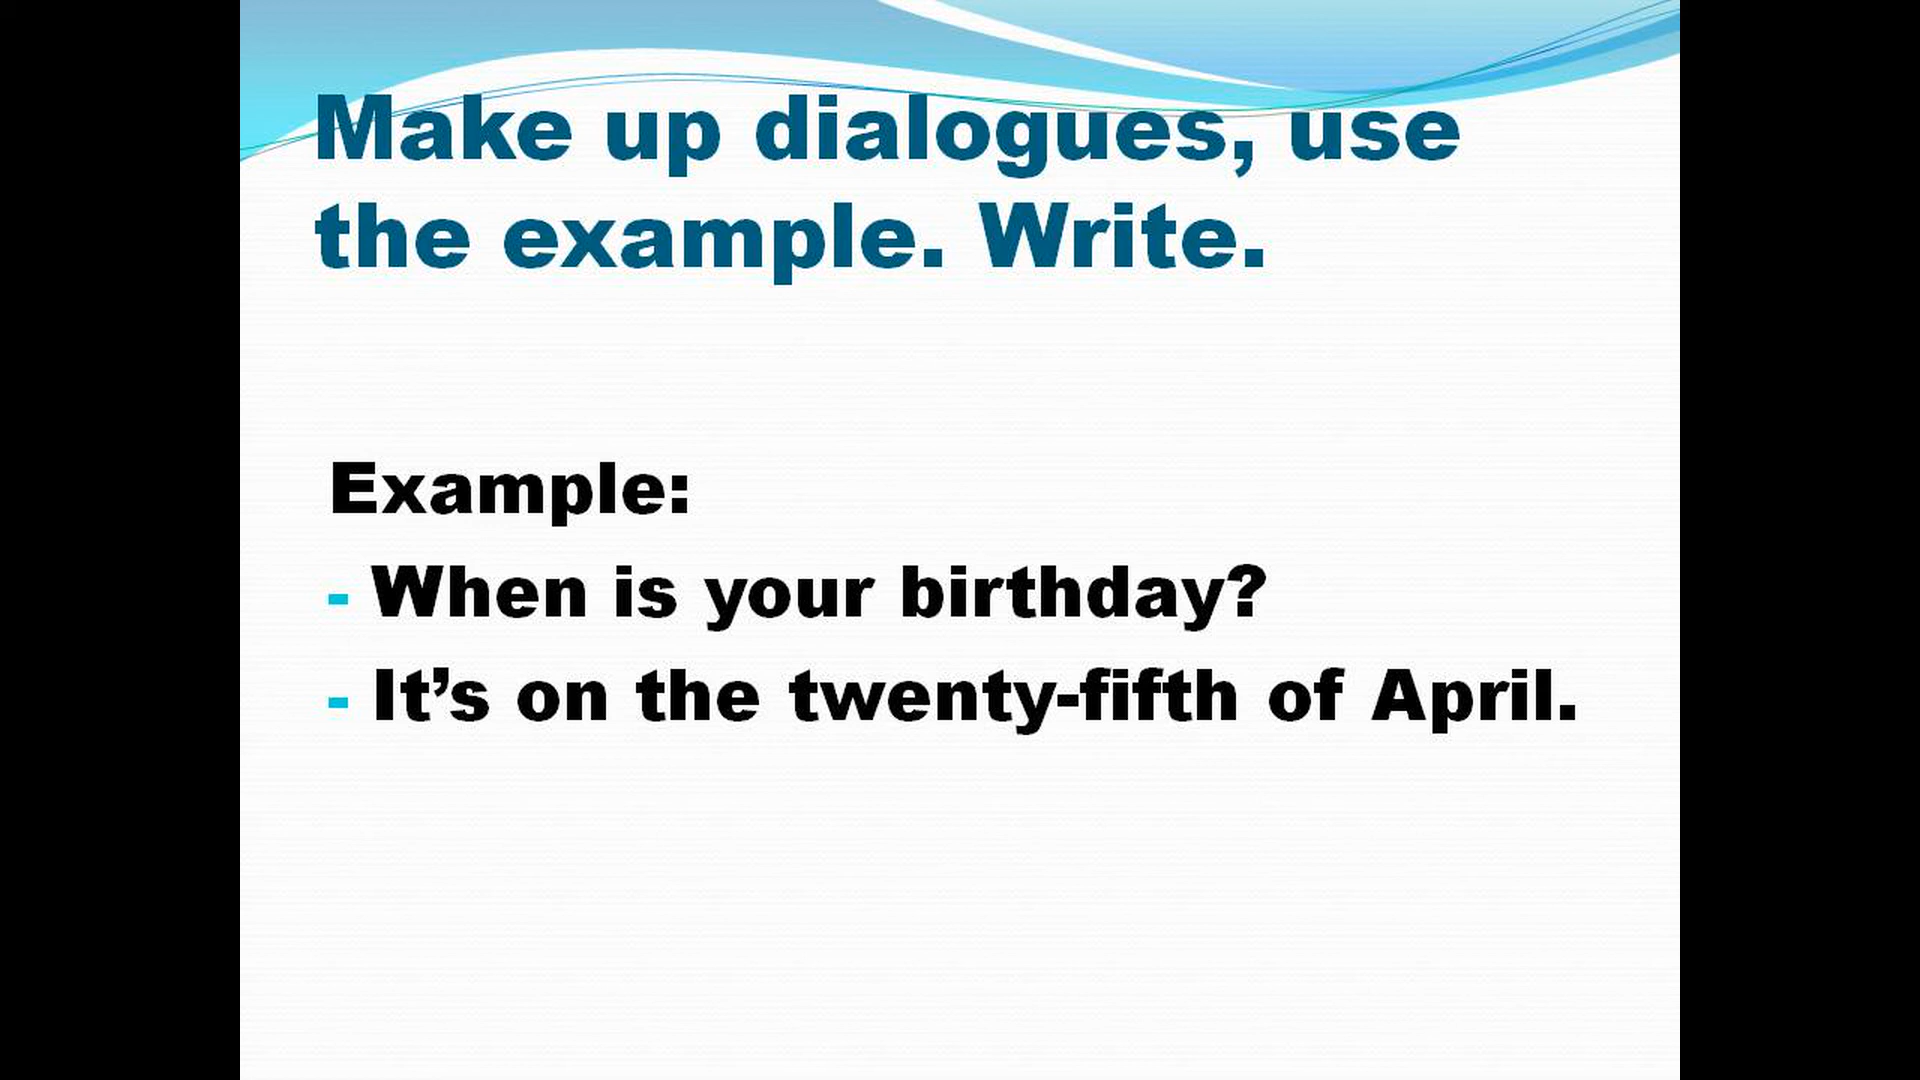 Make up dialogues, use
the example. Write.
Example:
- When is your birthday?
- It’s on the twenty-fifth of April.